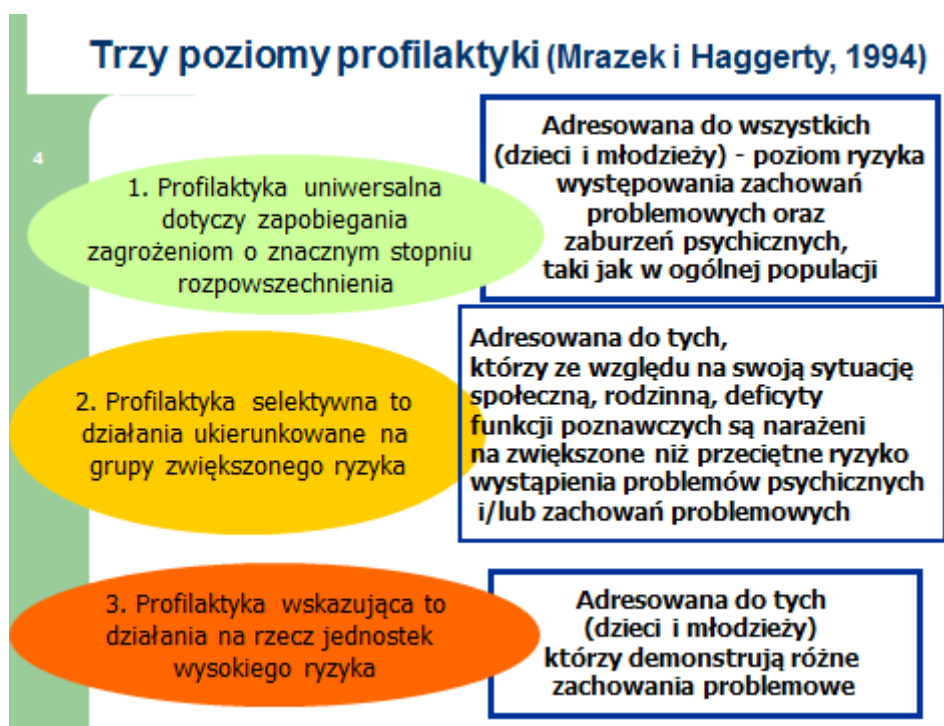 Trzy poziomy profilaktyki (Mrazek i Haggerty, 1994)
4
1. Profilaktyka uniwersalna
dotyczy zapobiegania
zagrożeniom o znacznym stopniu
rozpowszechnienia
Adresowana do wszystkich
(dzieci i młodzieży) - poziom ryzyka
występowania zachowań
problemowych oraz
zaburzeń psychicznych,
taki jak w ogólnej populacji
2. Profilaktyka selektywna to
działania ukierunkowane na
grupy zwiększonego ryzyka
Adresowana do tych,
którzy ze względu na swoją sytuację
społeczną, rodzinną, deficyty
funkcji poznawczych są narażeni
na zwiększone niż przeciętne ryzyko
wystąpienia problemów psychicznych
i/lub zachowań problemowych
3. Profilaktyka wskazująca to
działania na rzecz jednostek
wysokiego ryzyka
Adresowana do tych
(dzieci i młodzieży)
którzy demonstrują różne
zachowania problemowe